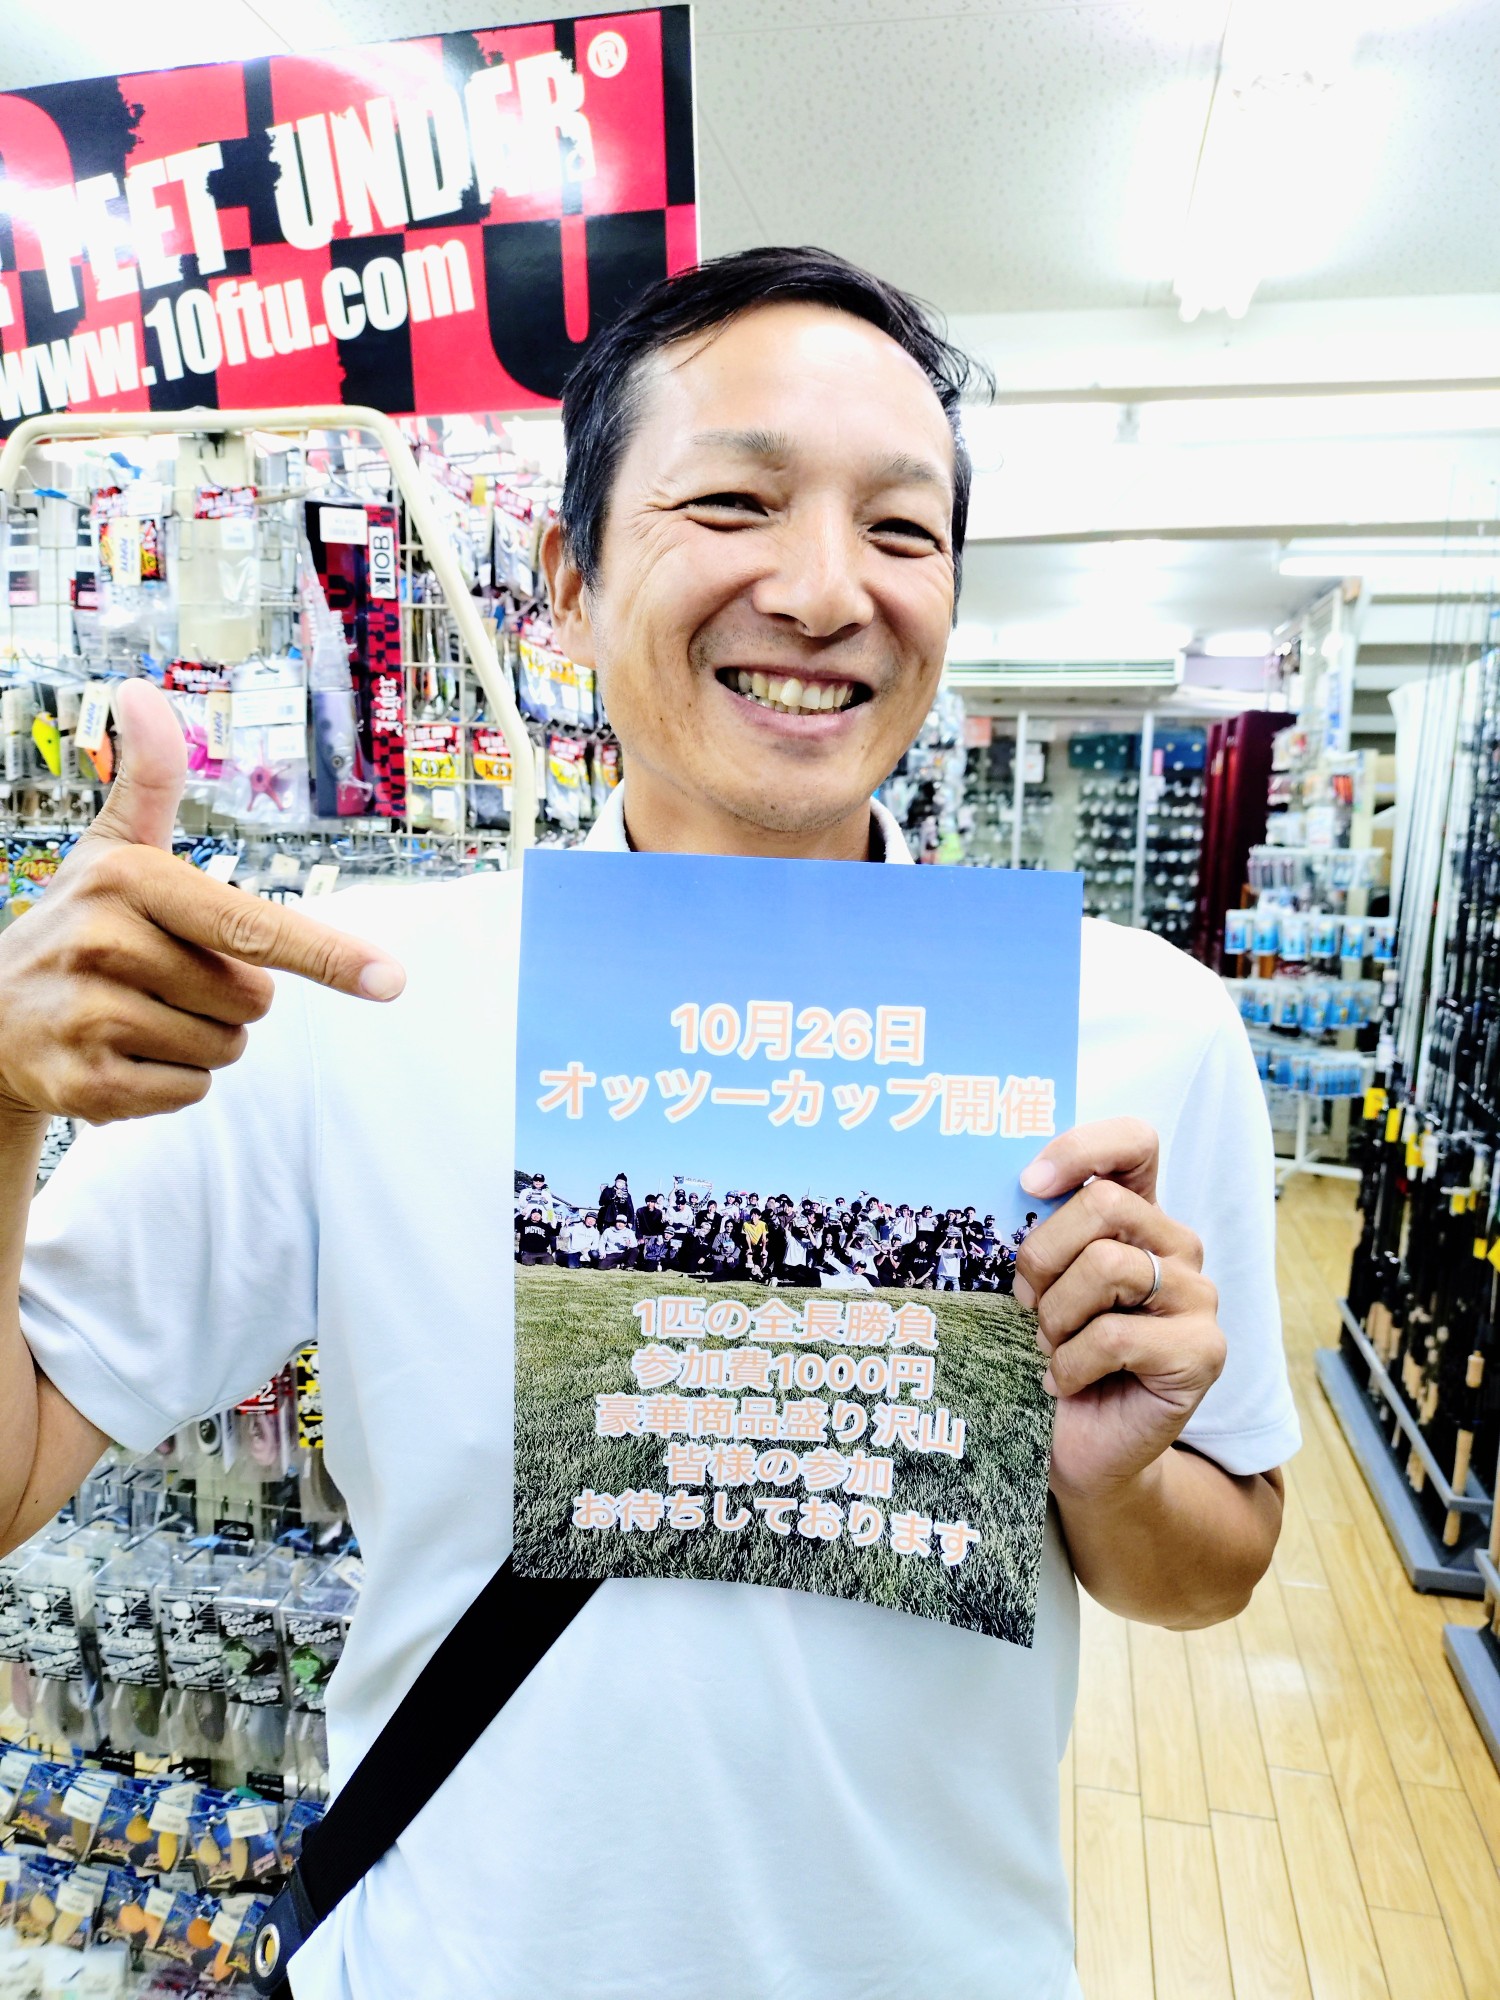 FEET UNDER®
www.10ftu.com
BOIK
Jäger
10月26日
オッツーカップ開催
1匹の全長勝負
参加費1000円
豪華商品盛り沢山
皆様の参加
お待ちしております